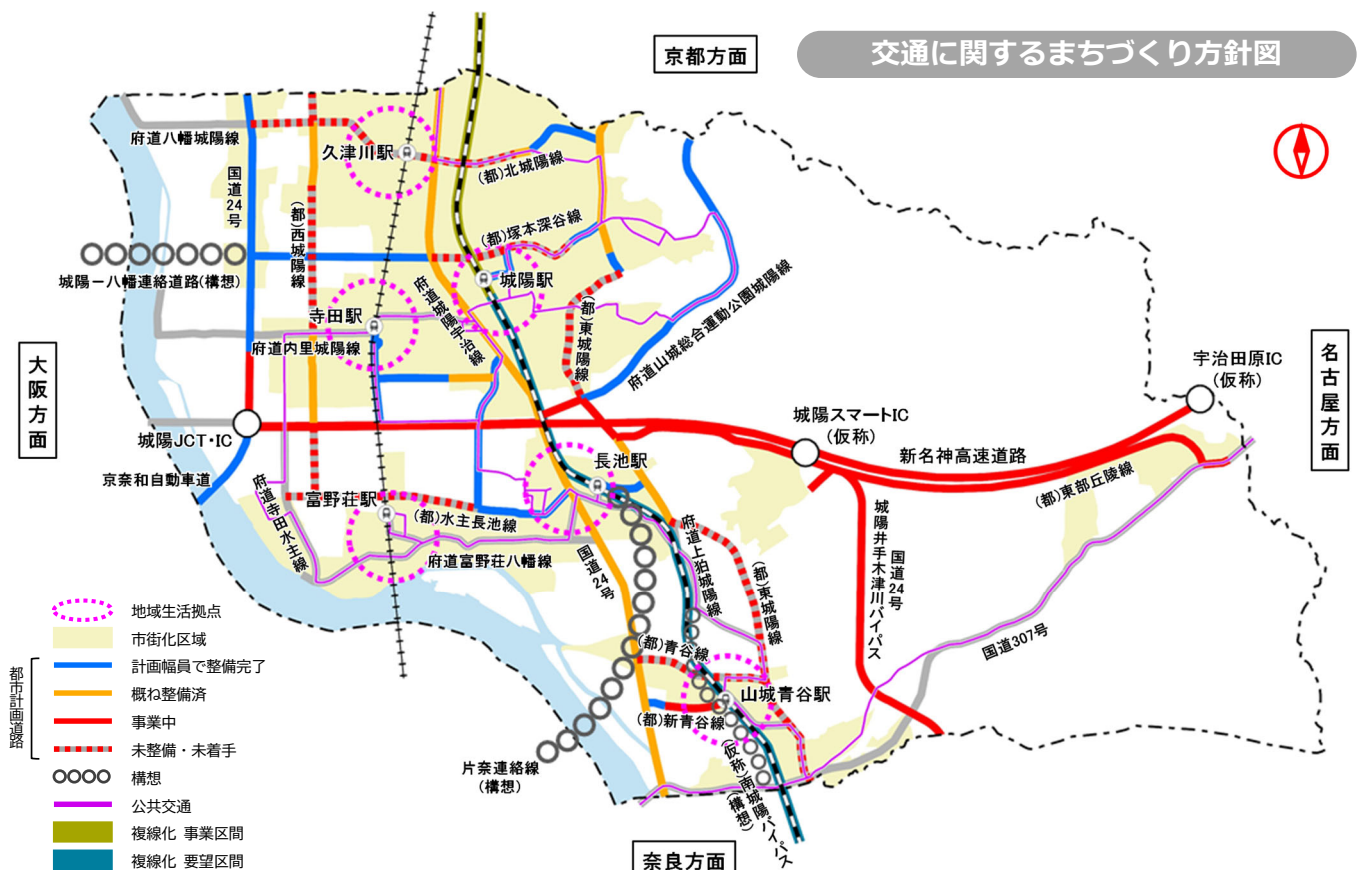 交通に関するまちづくり方針図
京都方面
府道八幡城陽線
久津川駅
(都)北城陽線
国道24号
(都)西城陽線
(都)塚本深谷線
城陽－八幡連絡道路(構想)
城陽駅
寺田駅
府道城陽宇治線
(都)東城陽線
府道山城総合運動公園城陽線
府道内里城陽線
大阪方面
名古屋方面
宇治田原IC
(仮称)
城陽スマートIC
(仮称)
城陽JCT・IC
新名神高速道路
長池駅
(都)東部丘陵線
京奈和自動車道
富野荘駅
(都)水主長池線
府道寺田水主線
府道富野荘八幡線
国道24号
府道上狛城陽線
(都)東城陽線
国道24号
城陽井手木津川バイパス
国道307号
(都)青谷線
山城青谷駅
(都)新青谷線
片奈連絡線
(構想)
(仮称)南城陽バイパス
(構想)
奈良方面
地域生活拠点
市街化区域
都市計画道路
計画幅員で整備完了
概ね整備済
事業中
未整備・未着手
構想
公共交通
複線化 事業区間
複線化 要望区間